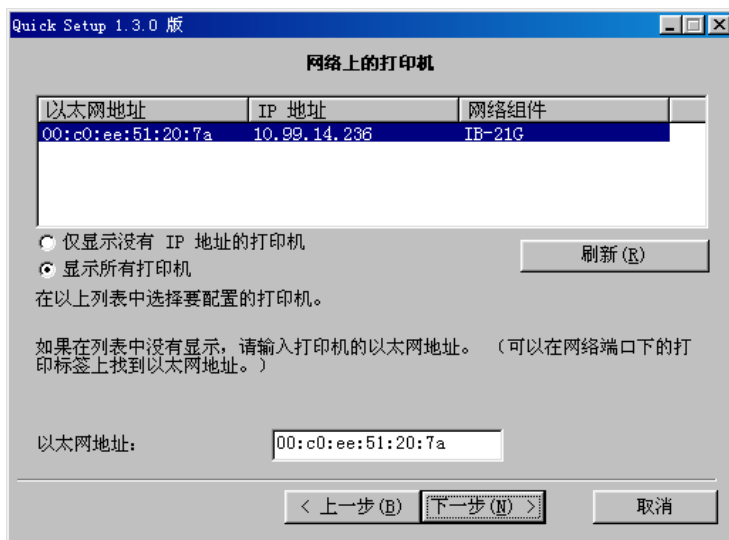 Quick Setup 1.3.0 版
网络上的打印机
以太网地址 IP 地址 网络组件
00:c0:ee:51:20:7a 10.99.14.236 IB-21G
仅显示没有 IP 地址的打印机
显示所有打印机
刷新(R)
在以上列表中选择要配置的打印机。
如果在列表中没有显示，请输入打印机的以太网地址。 （可以在网络端口下的打
印标签上找到以太网地址。）
以太网地址： 00:c0:ee:51:20:7a
< 上一步(B) 下一步(N) > 取消